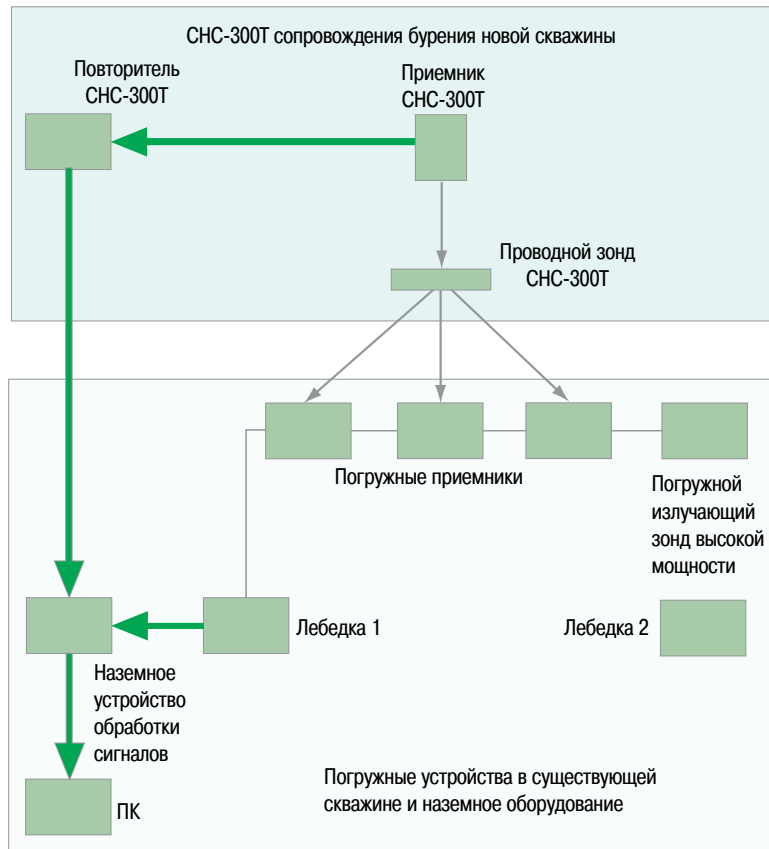 СНС-300Т сопровождения бурения новой скважины
Повторитель
СНС-300Т
Приемник
СНС-300Т
Проводной зонд
СНС-300Т
Погружные приемники
Погружной
излучающий
зонд высокой
мощности
Лебедка 1
Лебедка 2
Наземное
устройство
обработки
сигналов
ПК
Погружные устройства в существующей
скважине и наземное оборудование